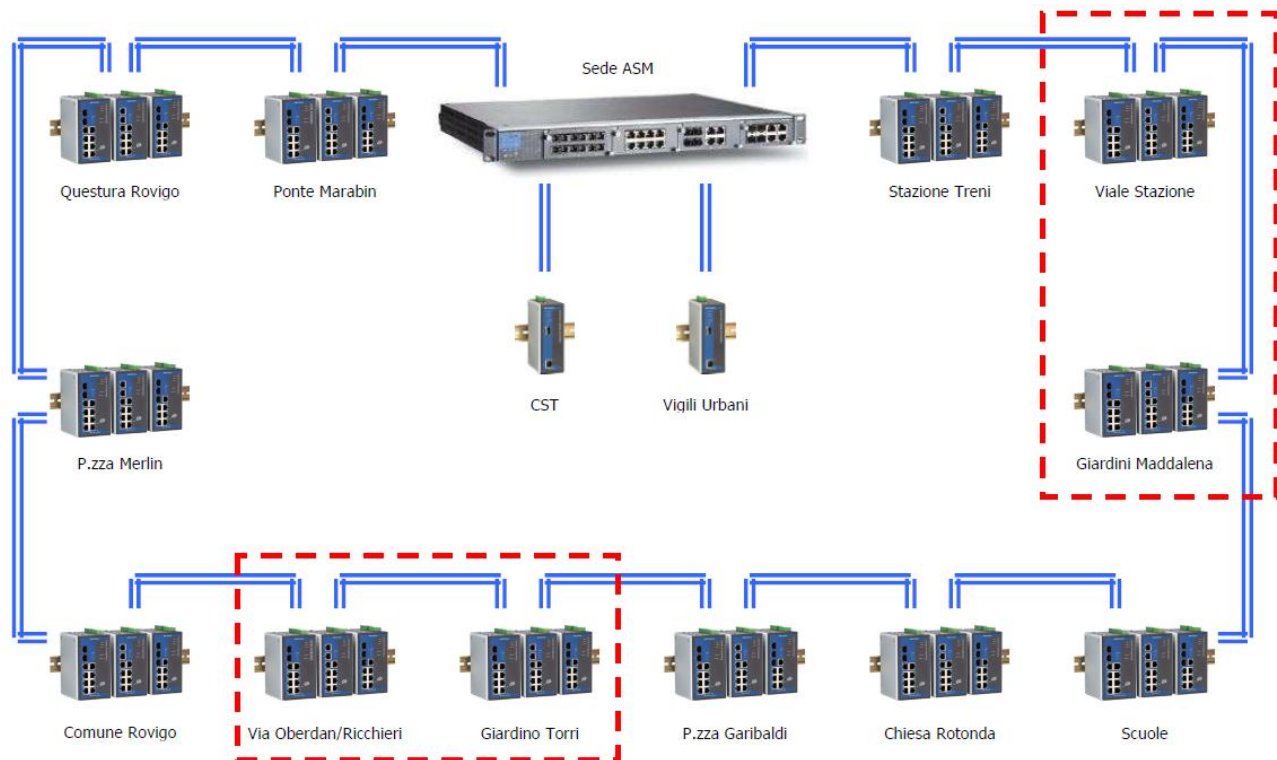 Sede ASM
Questura Rovigo
Ponte Marabin
Stazione Treni
Viale Stazione
CST
Vigili Urbani
P.zza Merlin
Giardini Maddalena
Comune Rovigo
Via Oberdan/Ricchieri
Giardino Torri
P.zza Garibaldi
Chiesa Rotonda
Scuole